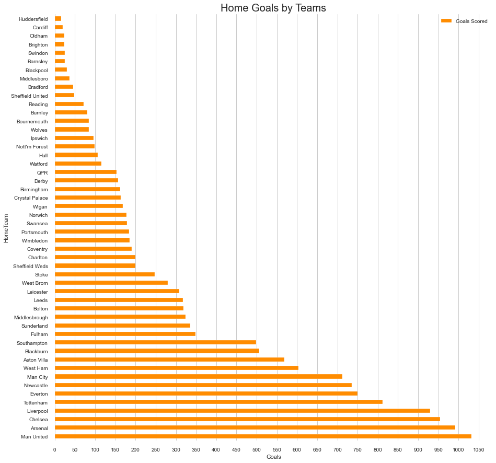 Home Goals by Teams
Goals Scored
HomeTeam
Huddersfield
Cardiff
Oldham
Brighton
Swindon
Barnsley
Blackpool
Middlesboro
Bradford
Sheffield United
Reading
Burnley
Bournemouth
Wolves
Ipswich
Nott'm Forest
Hull
Watford
QPR
Derby
Birmingham
Crystal Palace
Wigan
Norwich
Swansea
Portsmouth
Wimbledon
Coventry
Charlton
Sheffield Weds
Stoke
West Brom
Leicester
Leeds
Bolton
Middlesbrough
Sunderland
Fulham
Southampton
Blackburn
Aston Villa
West Ham
Man City
Newcastle
Everton
Tottenham
Liverpool
Chelsea
Arsenal
Man United
0 50 100 150 200 250 300 350 400 450 500 550 600 650 700 750 800 850 900 950 1000 1050
Goals